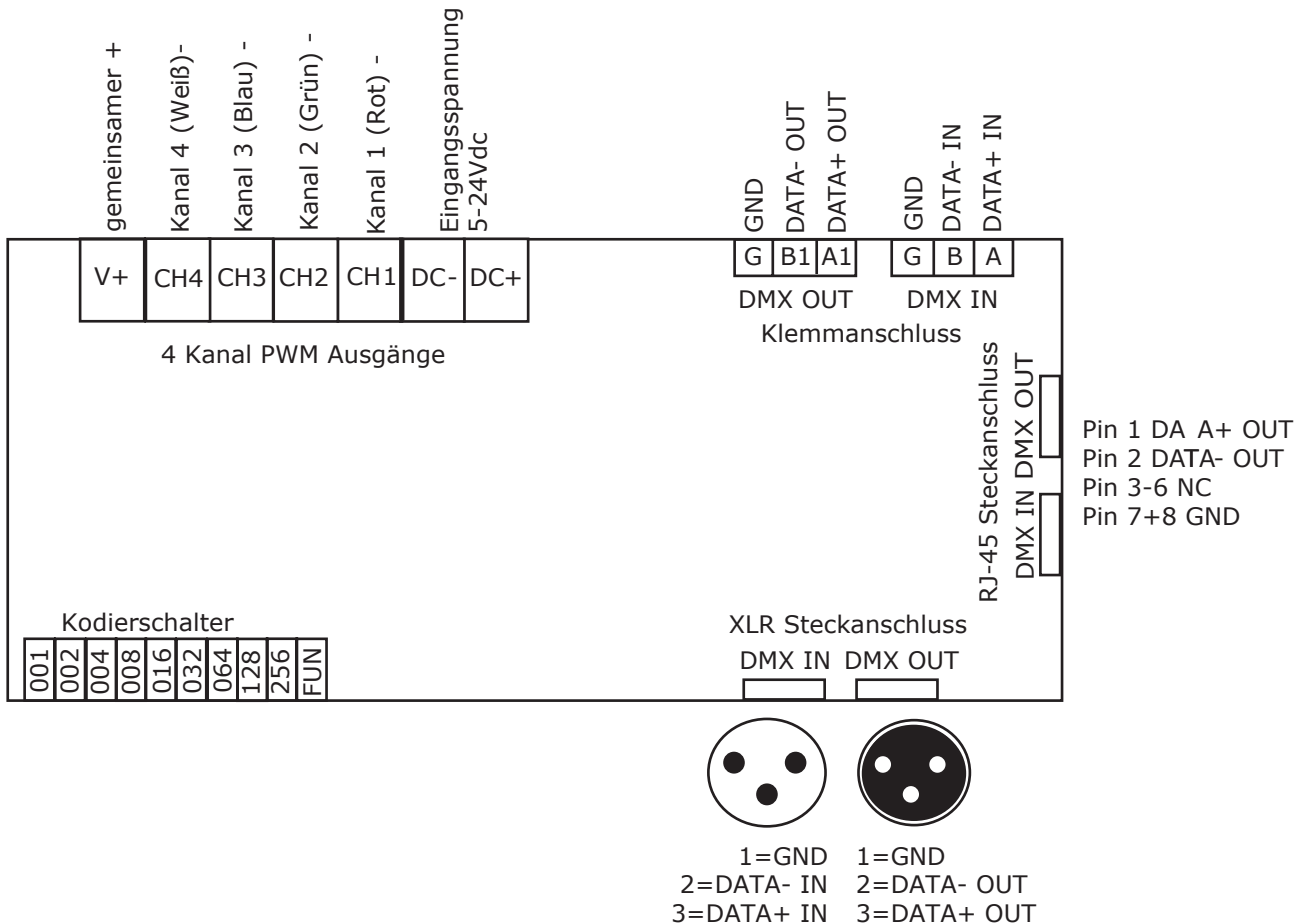 gemeinsamer +
Kanal 4 (Weiß)-
Kanal 3 (Blau) -
Kanal 2 (Grün) -
Kanal 1 (Rot) -
Eingangsspannung
5-24Vdc
GND
DATA- OUT
DATA+ OUT
GND
DATA- IN
DATA+ IN
V+ CH4 CH3 CH2 CH1 DC- DC+
G B1 A1 G B A
DMX OUT DMX IN
Klemmanschluss
4 Kanal PWM Ausgänge
RJ-45 Steckanschluss
DMX IN DMX OUT
Pin 1 DA A+ OUT
Pin 2 DATA- OUT
Pin 3-6 NC
Pin 7+8 GND
Kodierschalter
001
002
004
008
016
032
064
128
256
FUN
XLR Steckanschluss
DMX IN DMX OUT
1=GND
2=DATA- IN
3=DATA+ IN
1=GND
2=DATA- OUT
3=DATA+ OUT